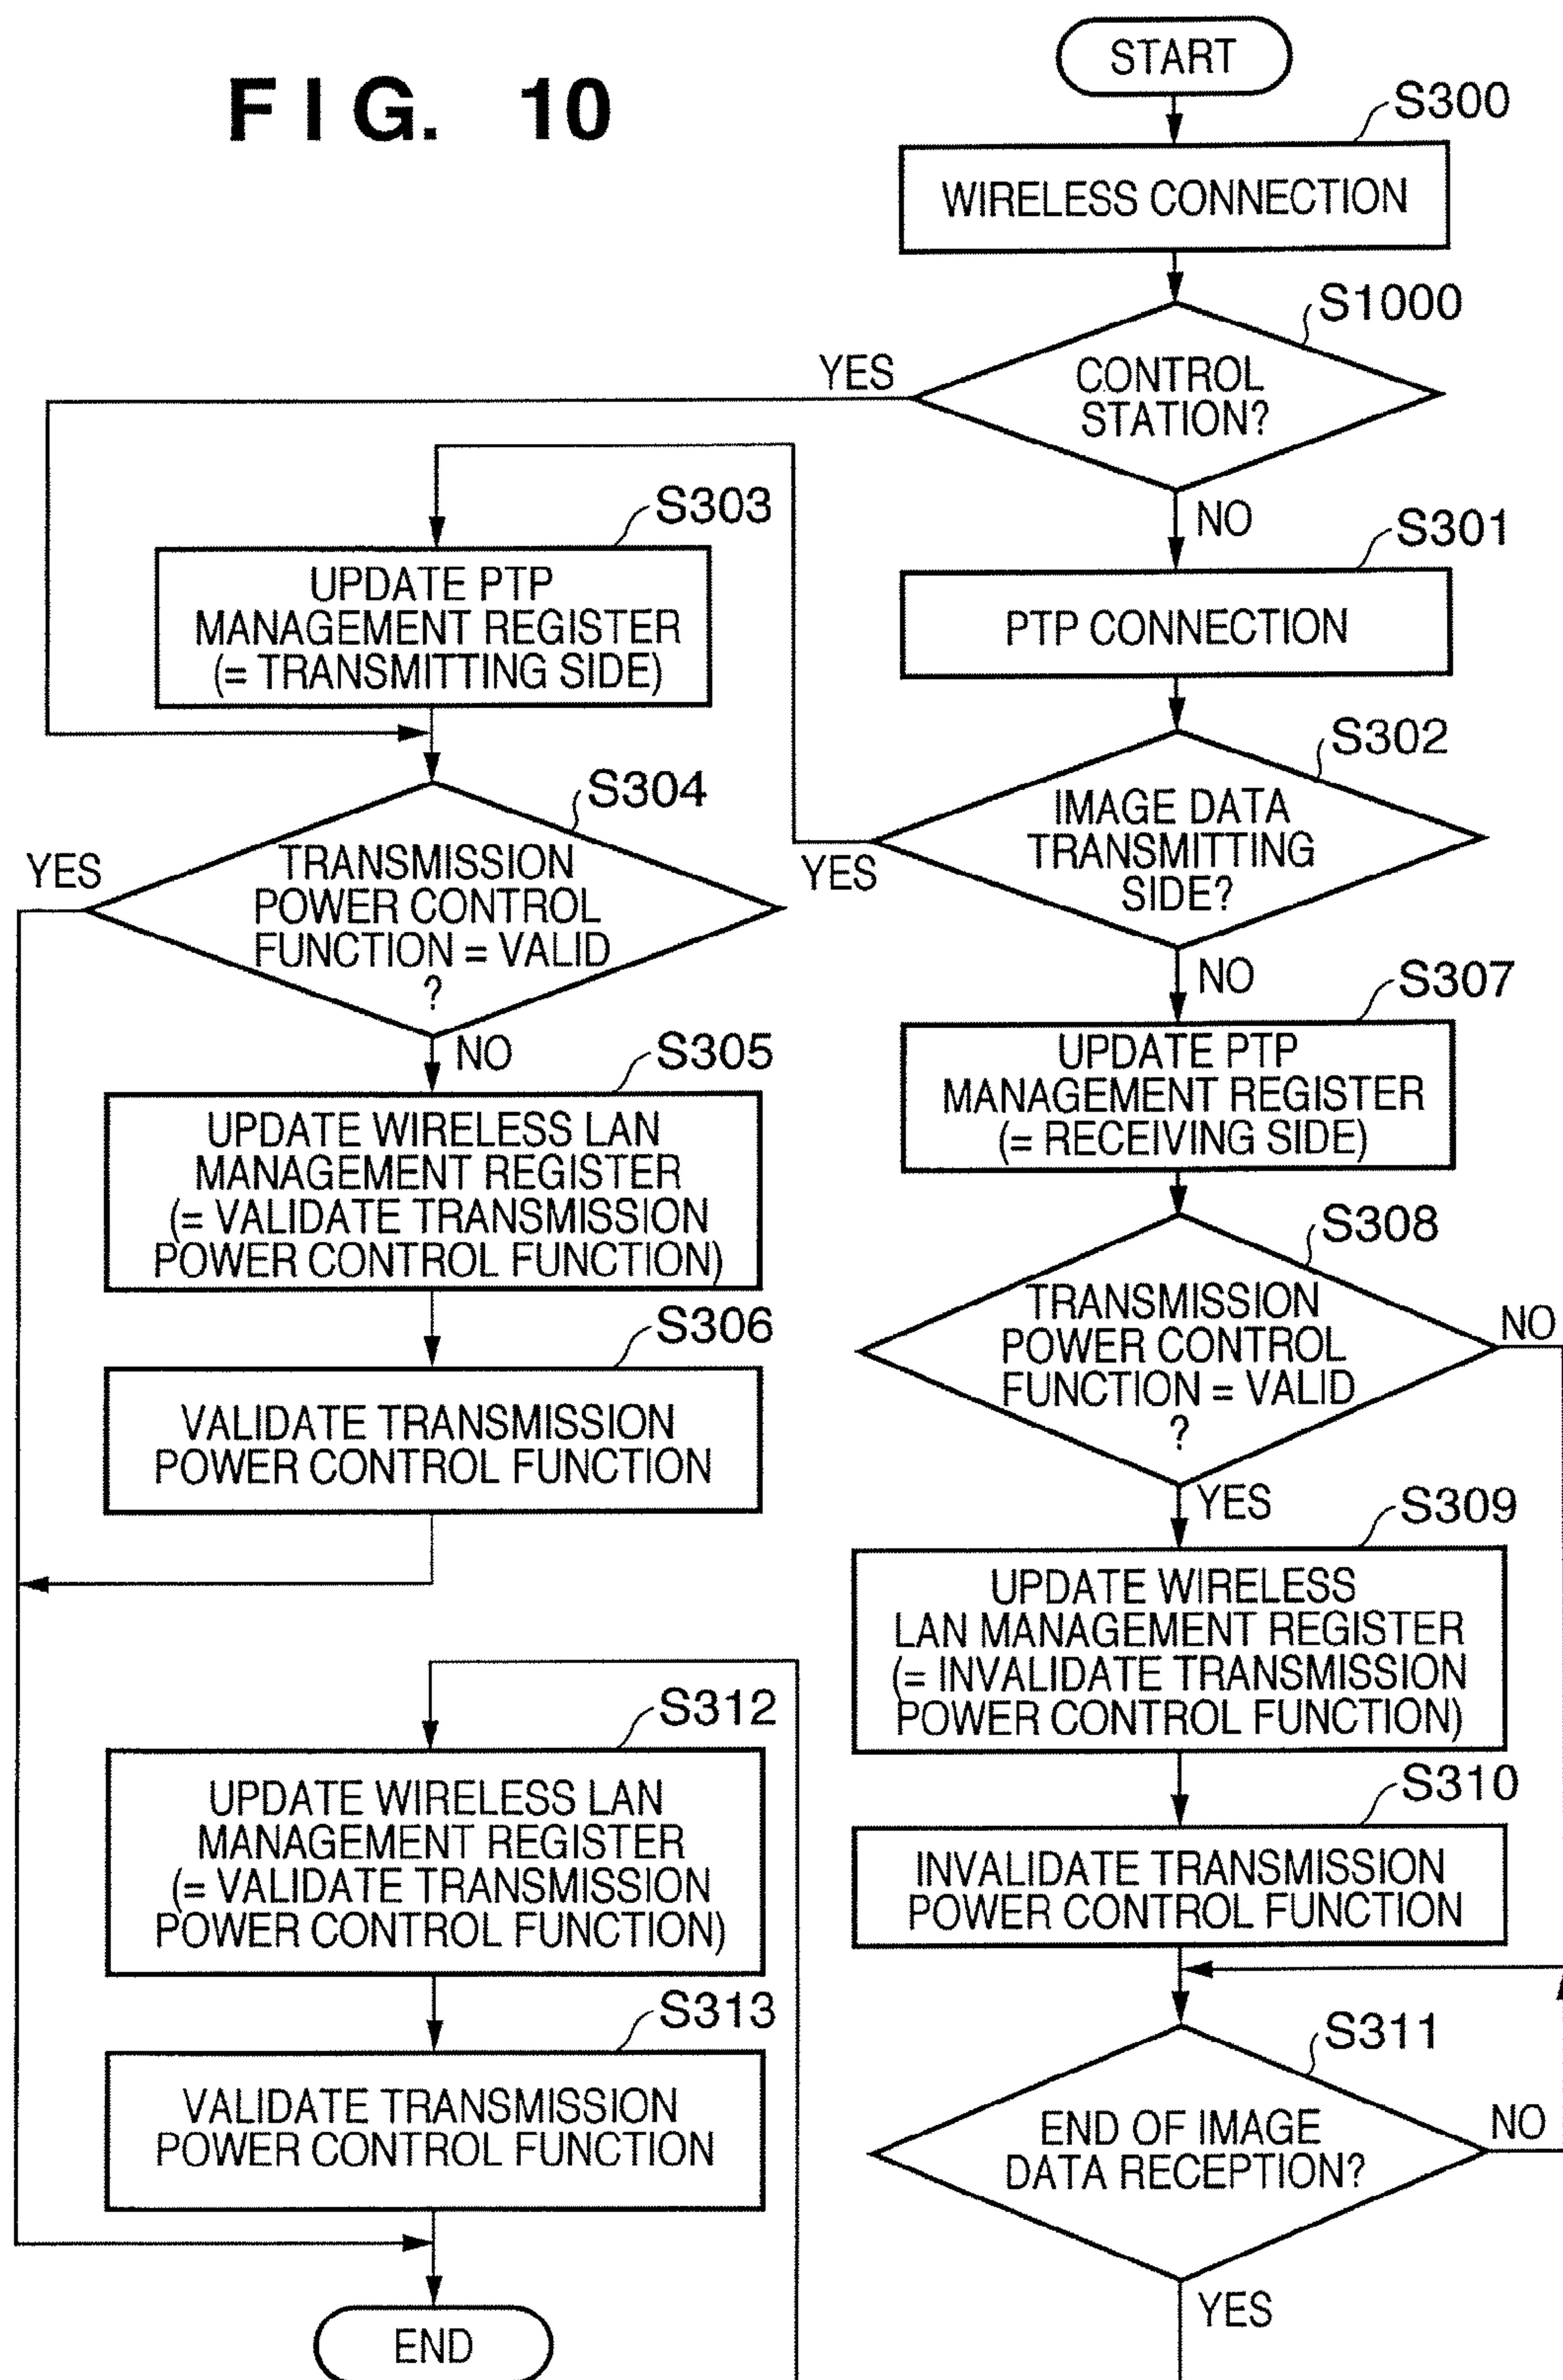 FIG. 10
START
S300
WIRELESS CONNECTION
S1000
CONTROL
STATION?
YES
NO
S301
PTP CONNECTION
S302
IMAGE DATA
TRANSMITTING
SIDE?
YES
NO
S303
UPDATE PTP
MANAGEMENT REGISTER
(= TRANSMITTING SIDE)
S304
TRANSMISSION
POWER CONTROL
FUNCTION = VALID
?
YES
NO
S305
UPDATE WIRELESS LAN
MANAGEMENT REGISTER
(= VALIDATE TRANSMISSION
POWER CONTROL FUNCTION)
S306
VALIDATE TRANSMISSION
POWER CONTROL FUNCTION
S307
UPDATE PTP
MANAGEMENT REGISTER
(= RECEIVING SIDE)
S308
TRANSMISSION
POWER CONTROL
FUNCTION = VALID
?
NO
YES
S309
UPDATE WIRELESS
LAN MANAGEMENT REGISTER
(= INVALIDATE TRANSMISSION
POWER CONTROL FUNCTION)
S310
INVALIDATE TRANSMISSION
POWER CONTROL FUNCTION
S311
END OF IMAGE
DATA RECEPTION?
NO
YES
S312
UPDATE WIRELESS LAN
MANAGEMENT REGISTER
(= VALIDATE TRANSMISSION
POWER CONTROL FUNCTION)
S313
VALIDATE TRANSMISSION
POWER CONTROL FUNCTION
END